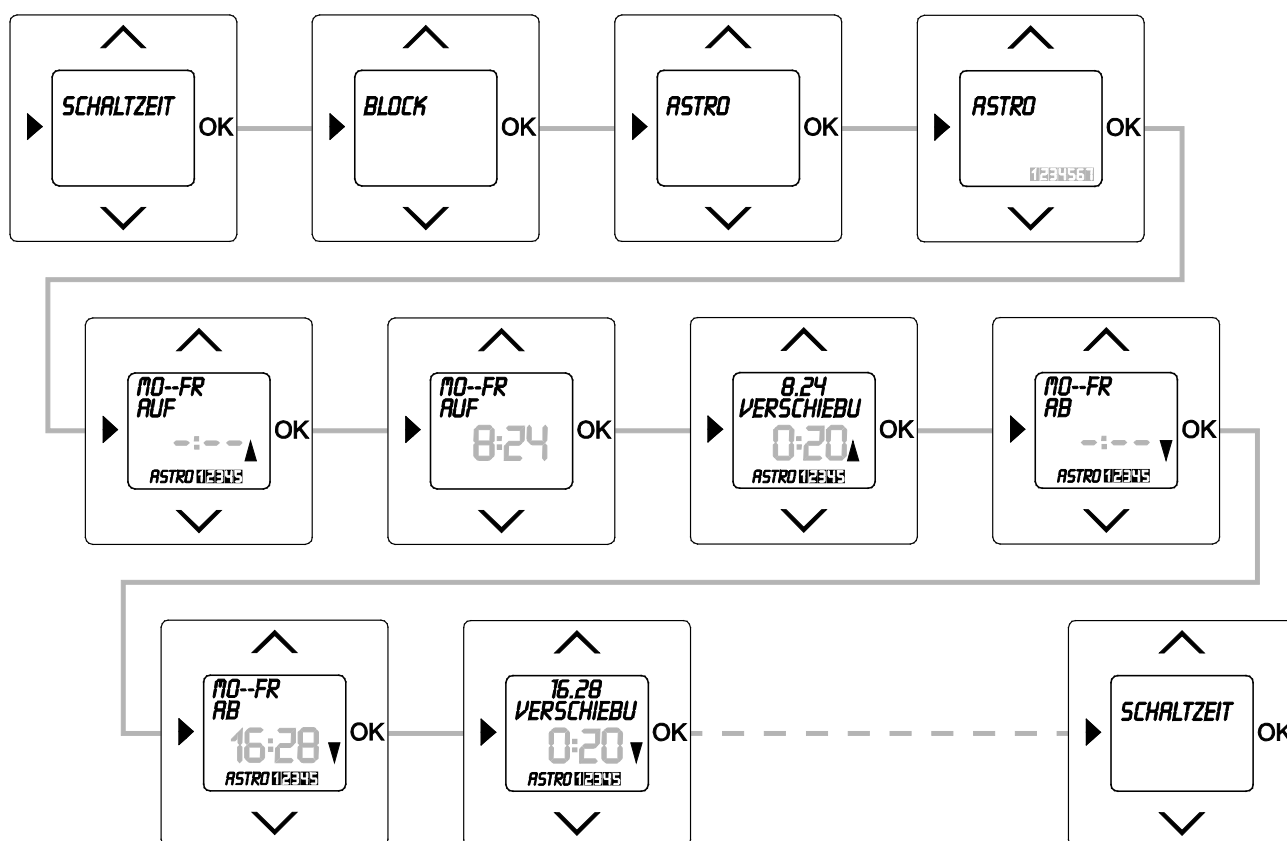 SCHALTZEIT
OK
BLOCK
OK
ASTRO
OK
ASTRO
1234567
OK
MO--FR
AUF
-:--
ASTRO 12345
OK
MO--FR
AUF
8:24
OK
8.24
VERSCHIEBU
0:20
ASTRO 12345
OK
MO--FR
AB
-:--
ASTRO 12345
OK
MO--FR
AB
16:28
ASTRO 12345
OK
16.28
VERSCHIEBU
0:20
ASTRO 12345
OK
SCHALTZEIT
OK